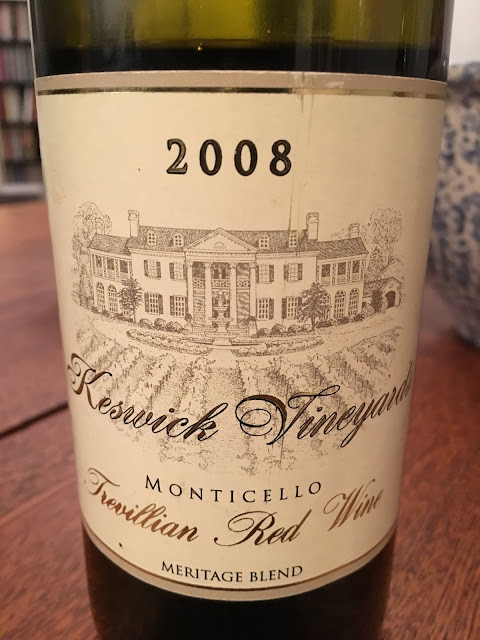 2008
Keswick Vineyards
MONTICELLO
Trevillian Red Wine
MERITAGE BLEND